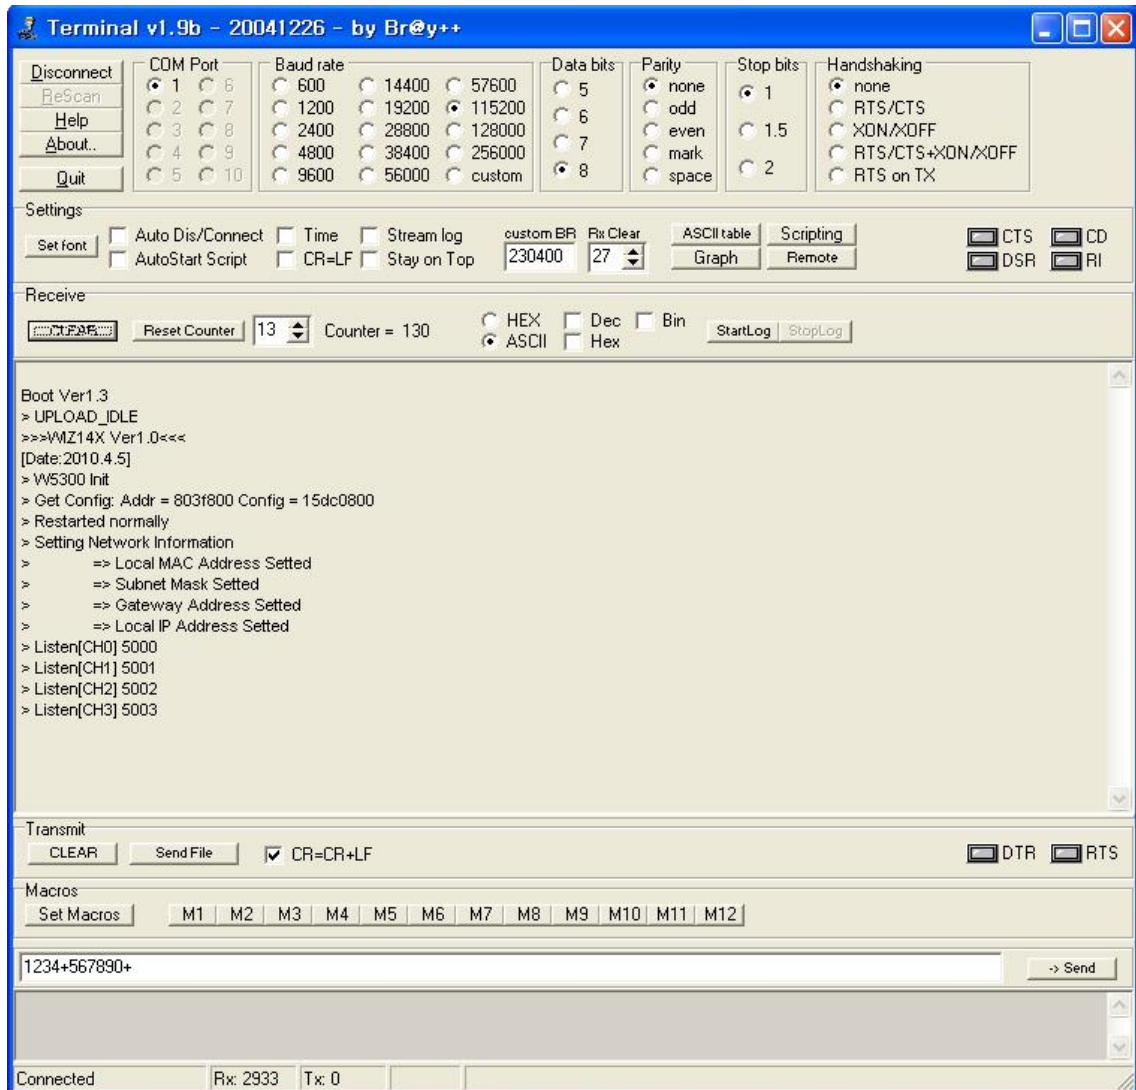 Terminal v1.9b - 20041226 - by Br@y++
Disconnect
ReScan
Help
About..
Quit
COM Port
1 6
2 7
3 8
4 9
5 10
Baud rate
600 14400 57600
1200 19200 115200
2400 28800 128000
4800 38400 256000
9600 56000 custom
Data bits
5
6
7
8
Parity
none
odd
even
mark
space
Stop bits
1
1.5
2
Handshaking
none
RTS/CTS
XON/XOFF
RTS/CTS+XON/XOFF
RTS on TX
Settings
Set font
Auto Dis/Connect Time Stream log
AutoStart Script CR=LF Stay on Top
custom BR Rx Clear
230400 27
ASCII table Scripting
Graph Remote
CTS CD
DSR RI
Receive
CLEAR Reset Counter 13 Counter = 130
HEX Dec Bin
ASCII Hex
StartLog StopLog
Boot Ver1.3
> UPLOAD_IDLE
>>>WIZ14X Ver1.0<<<
[Date:2010.4.5]
> W5300 Init
> Get Config: Addr = 803f800 Config = 15dc0800
> Restarted normally
> Setting Network Information
> => Local MAC Address Setted
> => Subnet Mask Setted
> => Gateway Address Setted
> => Local IP Address Setted
> Listen[CH0] 5000
> Listen[CH1] 5001
> Listen[CH2] 5002
> Listen[CH3] 5003
Transmit
CLEAR Send File CR=CR+LF DTR RTS
Macros
Set Macros M1 M2 M3 M4 M5 M6 M7 M8 M9 M10 M11 M12
1234+567890+ -> Send
Connected Rx: 2933 Tx: 0